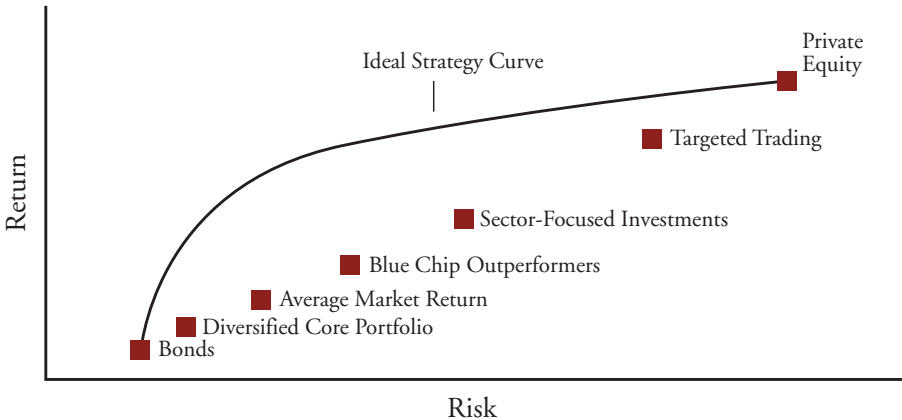 Private
Equity
Ideal Strategy Curve
Targeted Trading
Return
Sector-Focused Investments
Blue Chip Outperformers
Average Market Return
Diversified Core Portfolio
Bonds
Risk